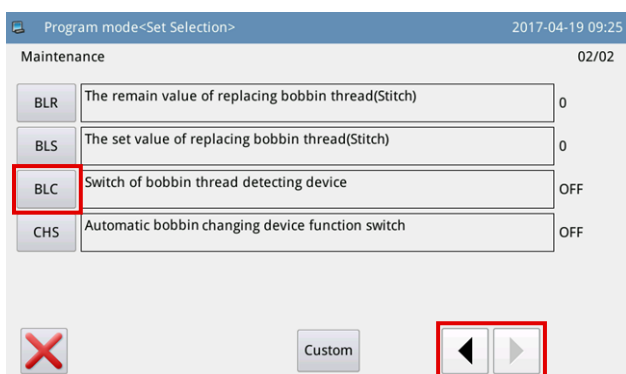 Program mode<Set Selection> 2017-04-19 09:25
Maintenance 02/02
BLR The remain value of replacing bobbin thread(Stitch) 0
BLS The set value of replacing bobbin thread(Stitch) 0
BLC Switch of bobbin thread detecting device OFF
CHS Automatic bobbin changing device function switch OFF
Custom